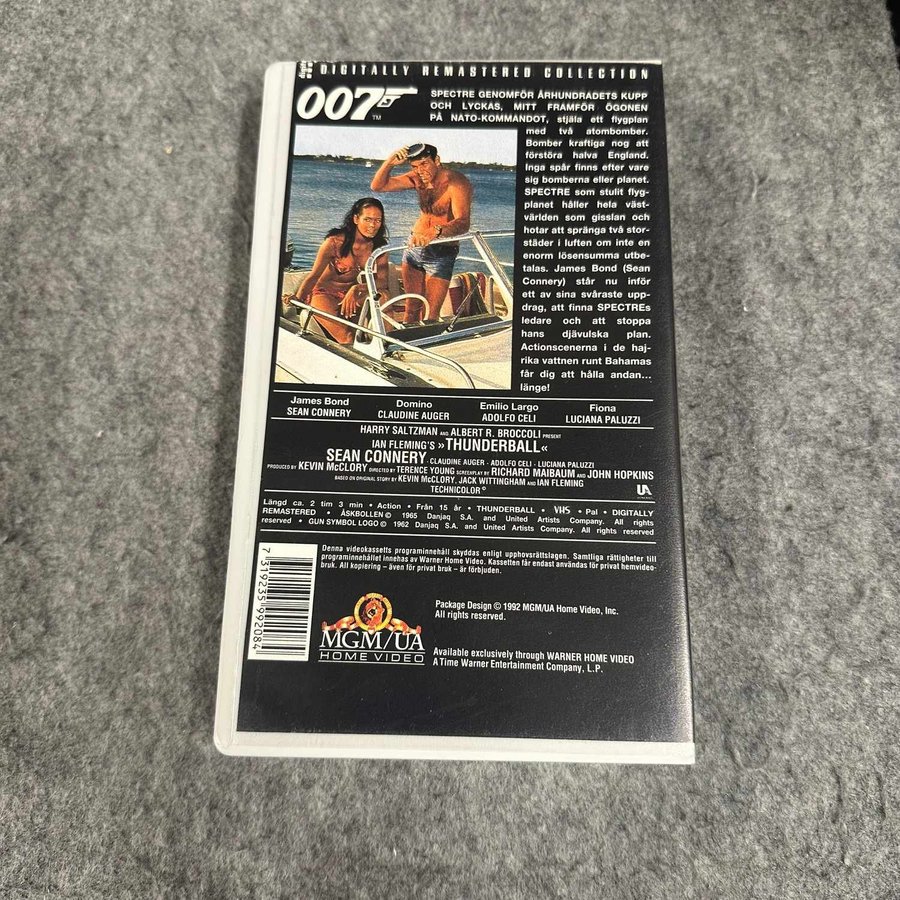 DIGITALLY REMASTERED COLLECTION
007
TM
SPECTRE GENOMFÖR ÅRHUNDRADETS KUPP
OCH LYCKAS, MITT FRAMFÖR ÖGONEN
PÅ NATO-KOMMANDOT, stjäla ett flygplan
med två atombomber.
Bomber kraftiga nog att
förstöra halva England.
Inga spår finns efter vare
sig bomberna eller planet.
SPECTRE som stulit flyg-
planet håller hela väst-
världen som gisslan och
hotar att spränga två stor-
städer i luften om inte en
enorm lösensumma utbe-
talas. James Bond (Sean
Connery) står nu inför
ett av sina svåraste upp-
drag, att finna SPECTREs
ledare och att stoppa
hans djävulska plan.
Actionscenerna i de haj-
rika vattnen runt Bahamas
får dig att hålla andan...
länge!
James Bond Domino Emilio Largo Fiona
SEAN CONNERY CLAUDINE AUGER ADOLFO CELI LUCIANA PALUZZI
HARRY SALTZMAN AND ALBERT R. BROCCOLI PRESENT
IAN FLEMING'S »THUNDERBALL«
SEAN CONNERY · CLAUDINE AUGER · ADOLFO CELI · LUCIANA PALUZZI
PRODUCED BY KEVIN McCLORY DIRECTED BY TERENCE YOUNG SCREENPLAY BY RICHARD MAIBAUM AND JOHN HOPKINS
BASED ON ORIGINAL STORY BY KEVIN McCLORY, JACK WITTINGHAM AND IAN FLEMING
TECHNICOLOR®
UA
Längd ca. 2 tim 3 min • Action • Från 15 år • THUNDERBALL • VHS • Pal • DIGITALLY
REMASTERED • ÅSKBOLLEN © 1965 Danjaq S.A. and United Artists Company. All rights
reserved • GUN SYMBOL LOGO © 1962 Danjaq S.A. and United Artists Company. All rights reserved
Denna videokassetts programinnehåll skyddas enligt upphovsrättslagen. Samtliga rättigheter till
programinnehållet innehas av Warner Home Video. Kassetten får endast användas för privat hemvideo-
bruk. All kopiering – även för privat bruk – är förbjuden.
7 319235 992084
MGM/UA
HOME VIDEO
Package Design © 1992 MGM/UA Home Video, Inc.
All rights reserved.
Available exclusively through WARNER HOME VIDEO
A Time Warner Entertainment Company, L.P.